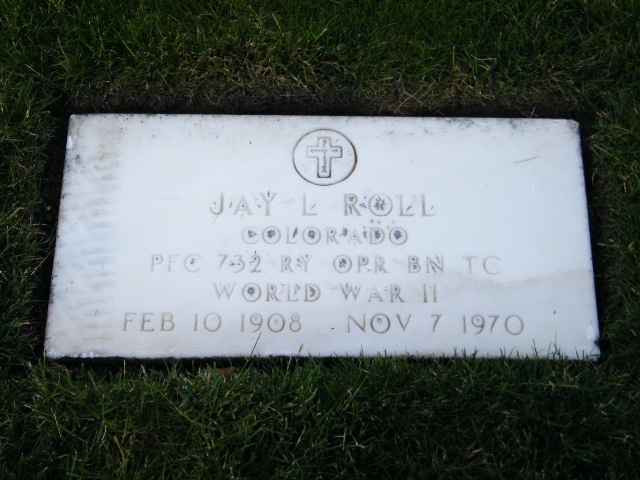 JAY L ROLL
COLORADO
PFC 732 RY OPR BN TC
WORLD WAR II
FEB 10 1908 NOV 7 1970